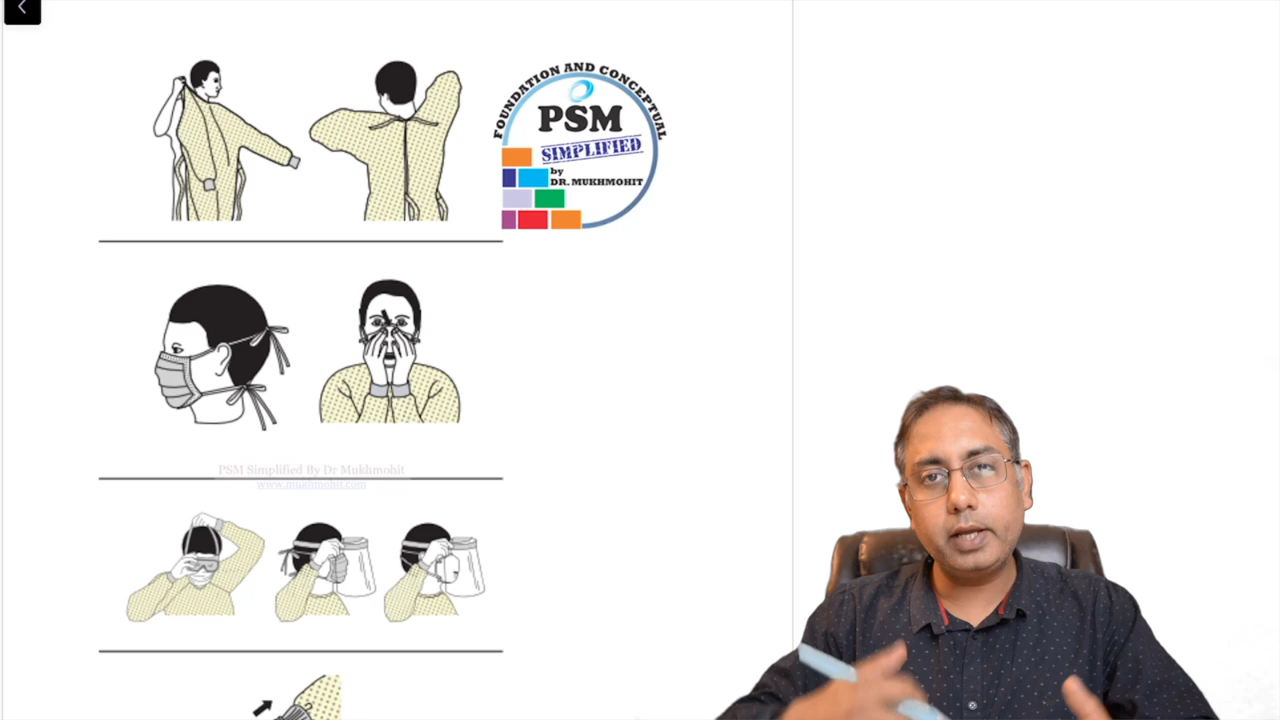 FOUNDATION AND CONCEPTUAL
PSM
SIMPLIFIED
by
DR. MUKHMOHIT
PSM Simplified By Dr Mukhmohit
www.mukhmohit.com